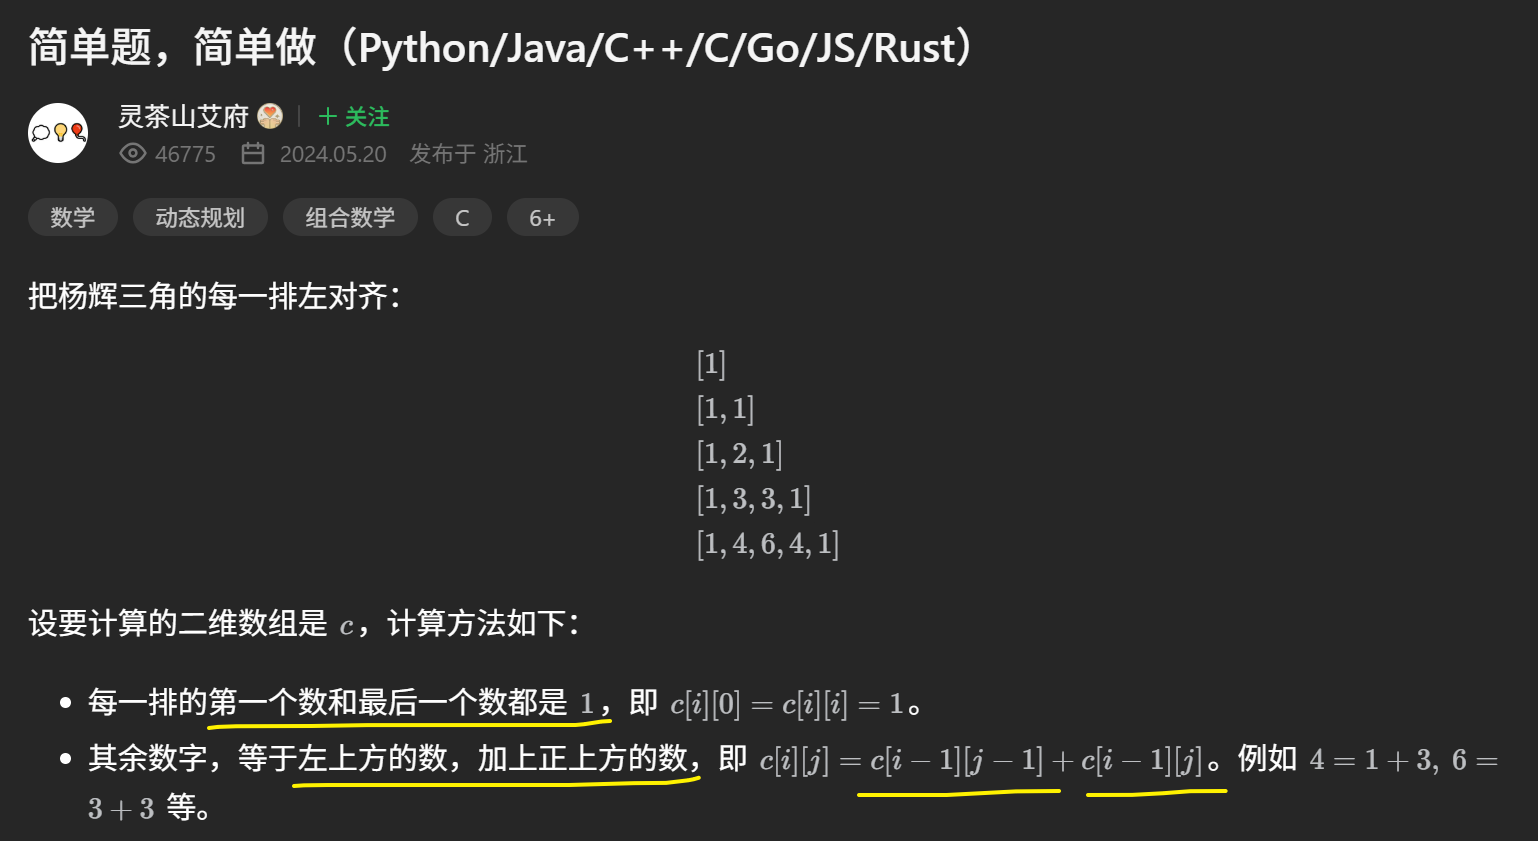 简单题，简单做（Python/Java/C++/C/Go/JS/Rust）
灵茶山艾府 ＋ 关注
46775 2024.05.20 发布于 浙江
数学 动态规划 组合数学 C 6+
把杨辉三角的每一排左对齐：
[1]
[1, 1]
[1, 2, 1]
[1, 3, 3, 1]
[1, 4, 6, 4, 1]
设要计算的二维数组是 c，计算方法如下：
• 每一排的第一个数和最后一个数都是 1，即 c[i][0] = c[i][i] = 1。
• 其余数字，等于左上方的数，加上正上方的数，即 c[i][j] = c[i − 1][j − 1] + c[i − 1][j]。例如 4 = 1 + 3, 6 =
3 + 3 等。